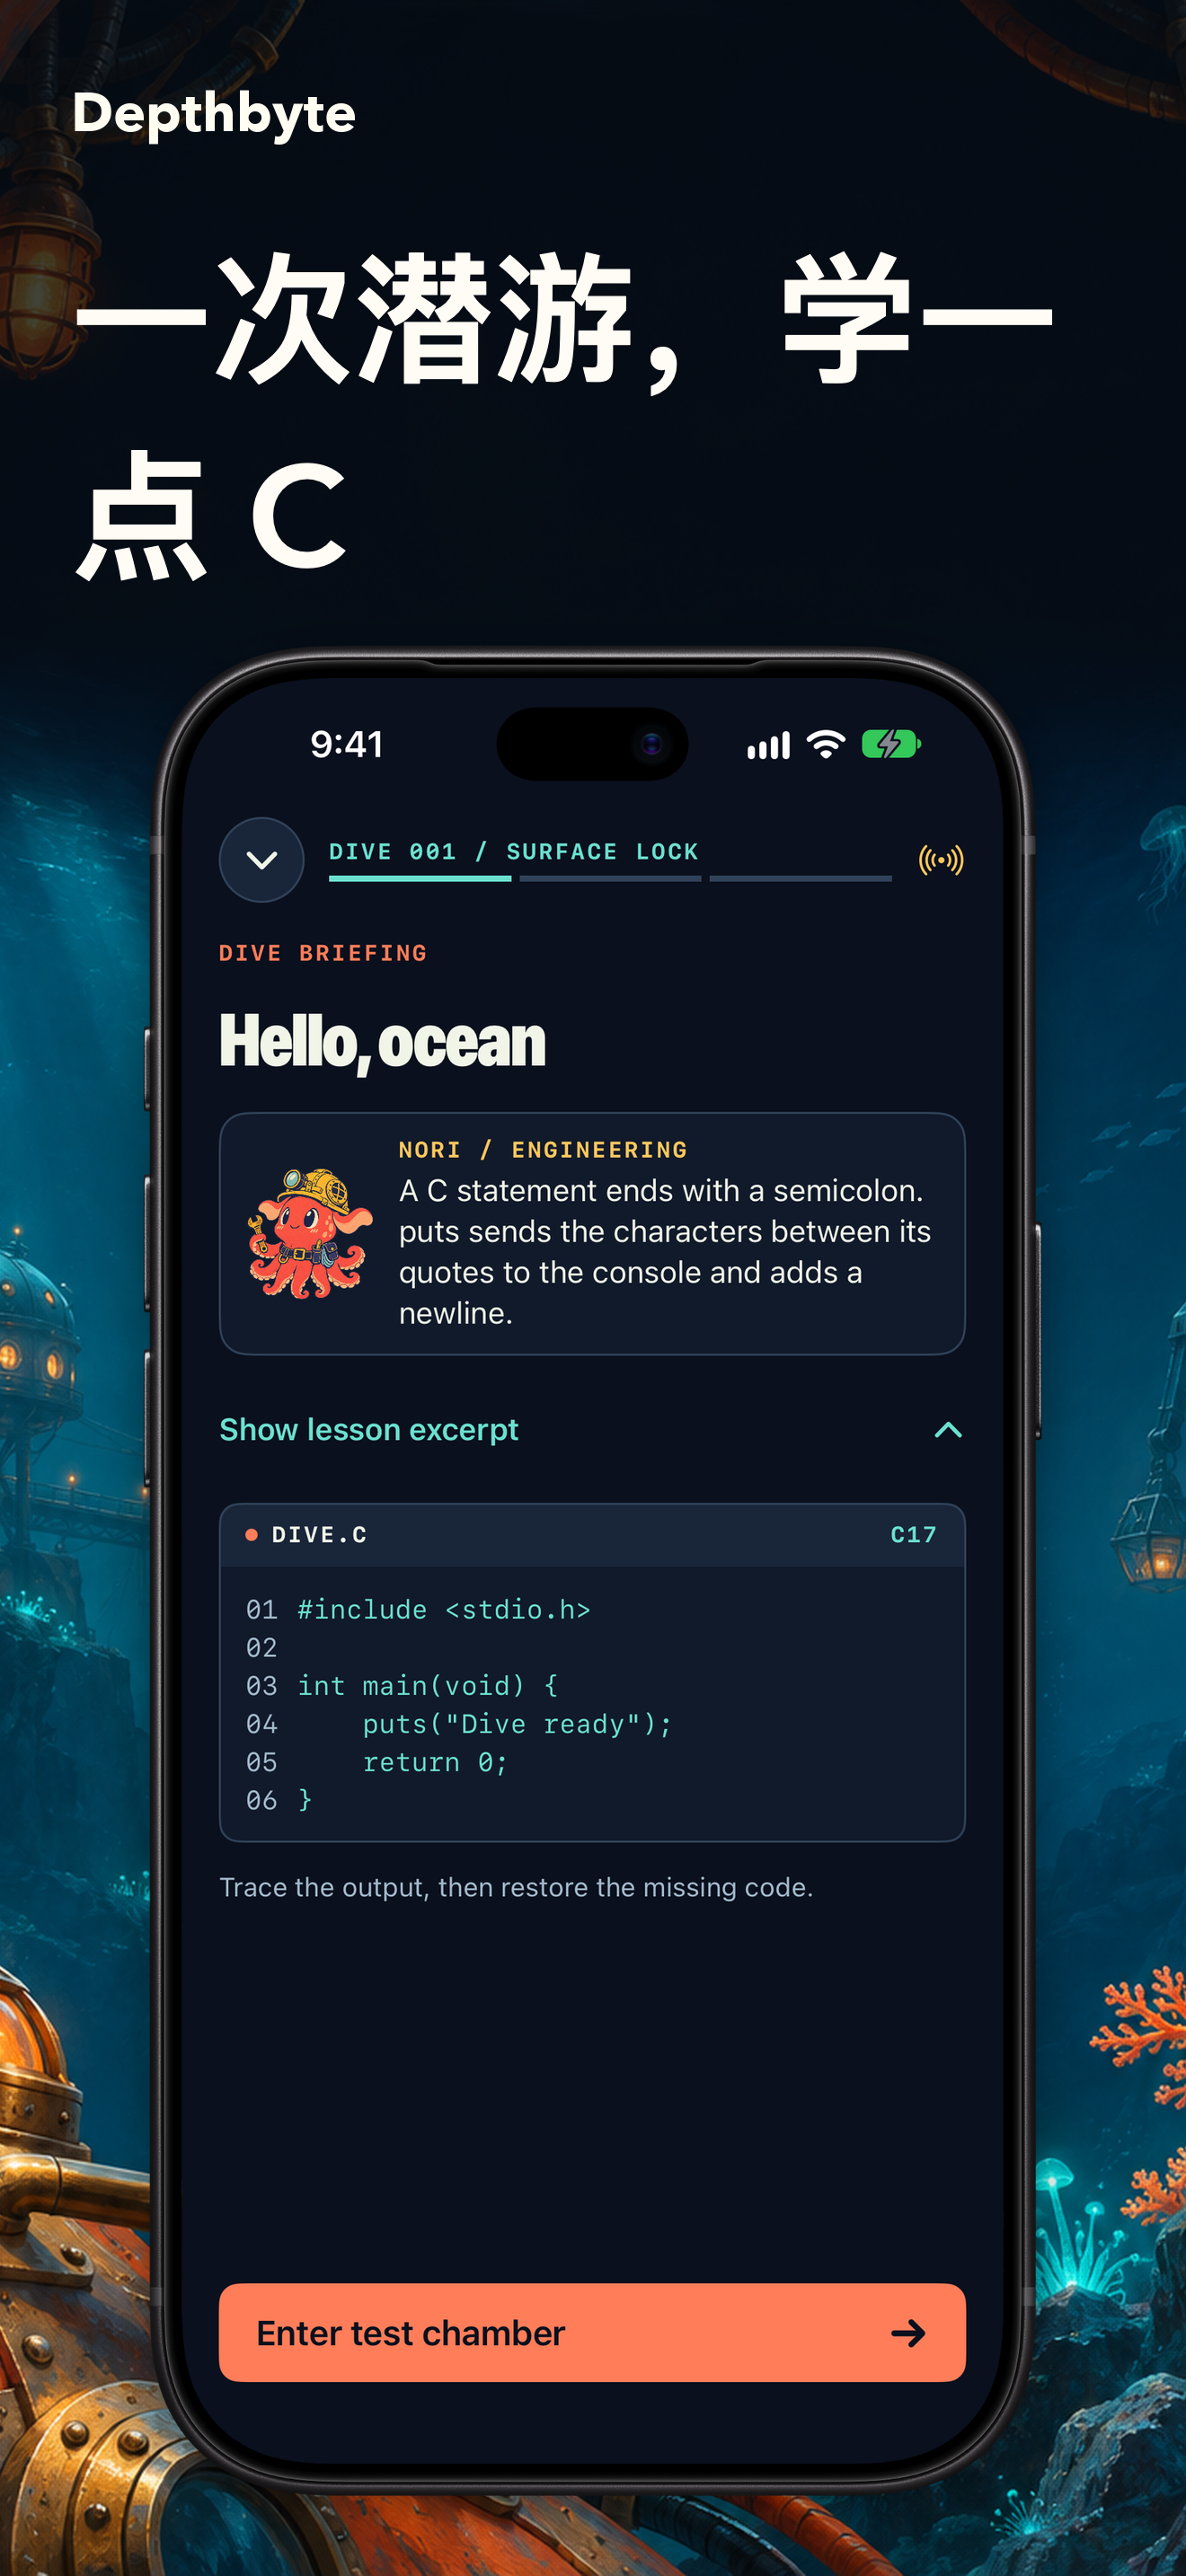 Depthbyte
一次潜游，学一
点 C
9:41
DIVE 001 / SURFACE LOCK
DIVE BRIEFING
Hello, ocean
NORI / ENGINEERING
A C statement ends with a semicolon.
puts sends the characters between its
quotes to the console and adds a
newline.
Show lesson excerpt
DIVE.C C17
01 #include <stdio.h>
02
03 int main(void) {
04     puts("Dive ready");
05     return 0;
06 }
Trace the output, then restore the missing code.
Enter test chamber